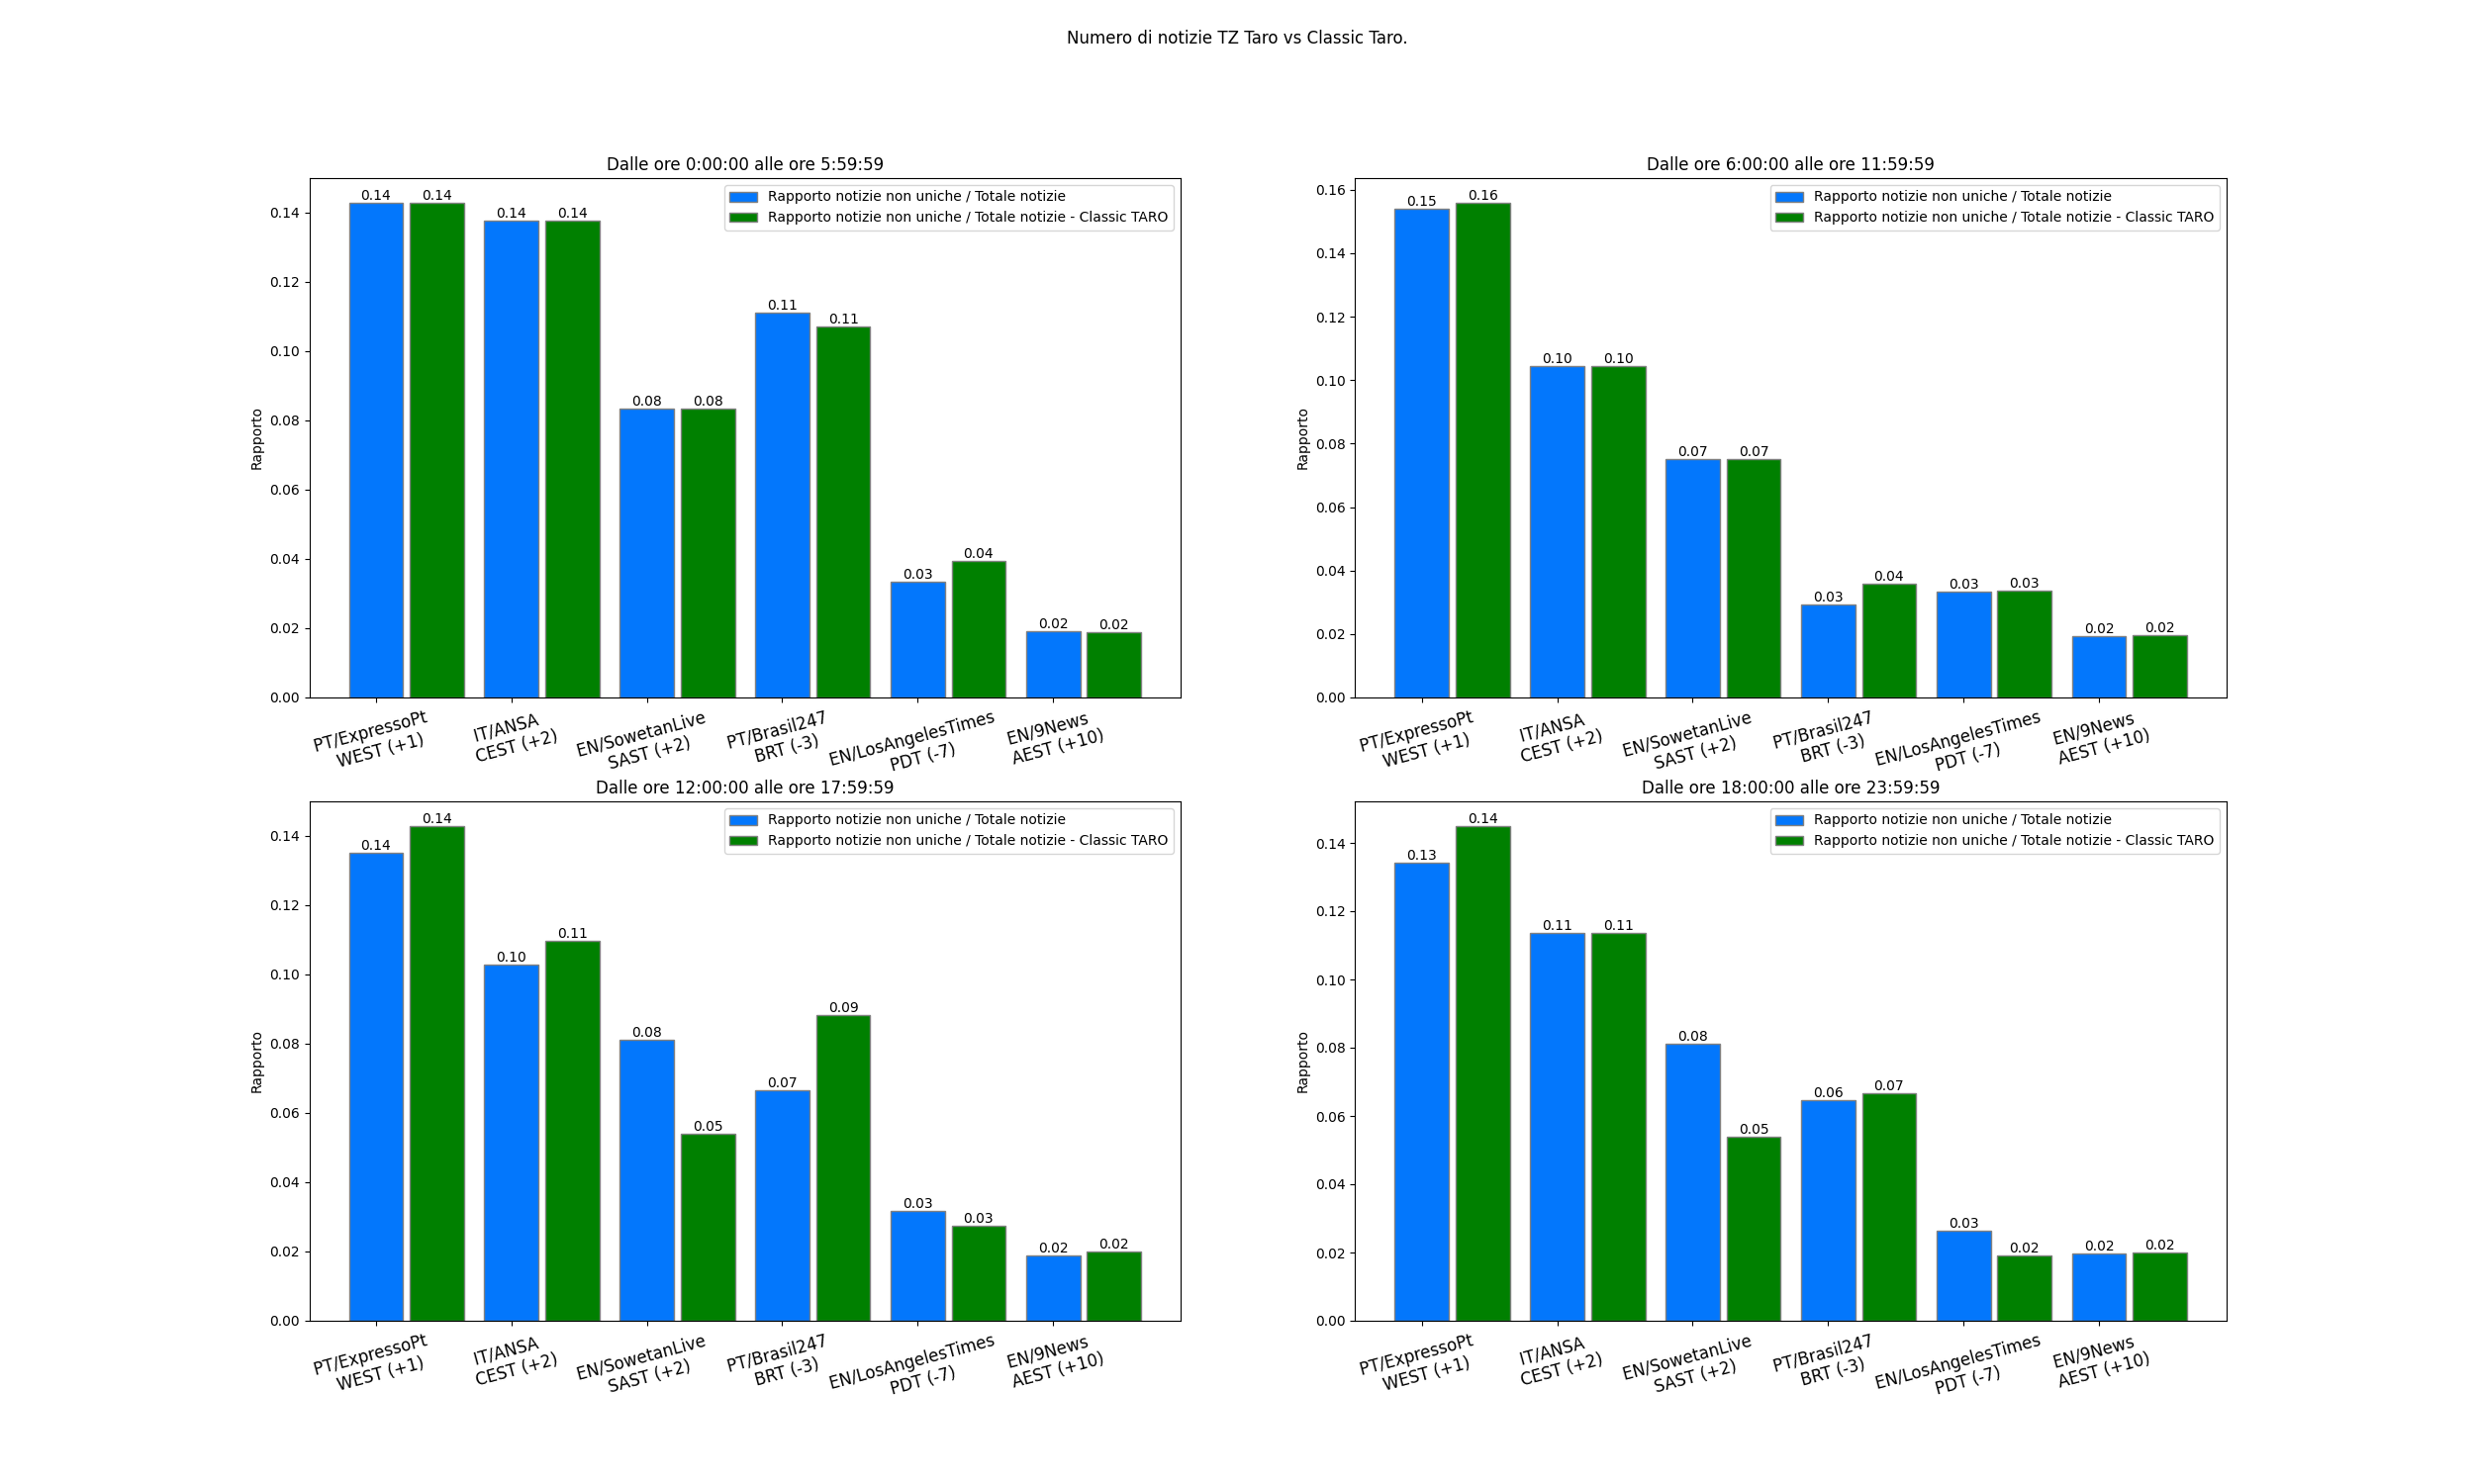 Numero di notizie TZ Taro vs Classic Taro.
Dalle ore 0:00:00 alle ore 5:59:59
Rapporto notizie non uniche / Totale notizie
Rapporto notizie non uniche / Totale notizie - Classic TARO
Rapporto
0.14
0.12
0.10
0.08
0.06
0.04
0.02
0.00
0.14 0.14 0.14 0.14 0.08 0.08 0.11 0.11 0.03 0.04 0.02 0.02
PT/ExpressoPt
WEST (+1)
IT/ANSA
CEST (+2)
EN/SowetanLive
SAST (+2)
PT/Brasil247
BRT (-3)
EN/LosAngelesTimes
PDT (-7)
EN/9News
AEST (+10)
Dalle ore 6:00:00 alle ore 11:59:59
Rapporto notizie non uniche / Totale notizie
Rapporto notizie non uniche / Totale notizie - Classic TARO
Rapporto
0.16
0.14
0.12
0.10
0.08
0.06
0.04
0.02
0.00
0.15 0.16 0.10 0.10 0.07 0.07 0.03 0.04 0.03 0.03 0.02 0.02
PT/ExpressoPt
WEST (+1)
IT/ANSA
CEST (+2)
EN/SowetanLive
SAST (+2)
PT/Brasil247
BRT (-3)
EN/LosAngelesTimes
PDT (-7)
EN/9News
AEST (+10)
Dalle ore 12:00:00 alle ore 17:59:59
Rapporto notizie non uniche / Totale notizie
Rapporto notizie non uniche / Totale notizie - Classic TARO
Rapporto
0.14
0.12
0.10
0.08
0.06
0.04
0.02
0.00
0.14 0.14 0.10 0.11 0.08 0.05 0.07 0.09 0.03 0.03 0.02 0.02
PT/ExpressoPt
WEST (+1)
IT/ANSA
CEST (+2)
EN/SowetanLive
SAST (+2)
PT/Brasil247
BRT (-3)
EN/LosAngelesTimes
PDT (-7)
EN/9News
AEST (+10)
Dalle ore 18:00:00 alle ore 23:59:59
Rapporto notizie non uniche / Totale notizie
Rapporto notizie non uniche / Totale notizie - Classic TARO
Rapporto
0.14
0.12
0.10
0.08
0.06
0.04
0.02
0.00
0.13 0.14 0.11 0.11 0.08 0.05 0.06 0.07 0.03 0.02 0.02 0.02
PT/ExpressoPt
WEST (+1)
IT/ANSA
CEST (+2)
EN/SowetanLive
SAST (+2)
PT/Brasil247
BRT (-3)
EN/LosAngelesTimes
PDT (-7)
EN/9News
AEST (+10)